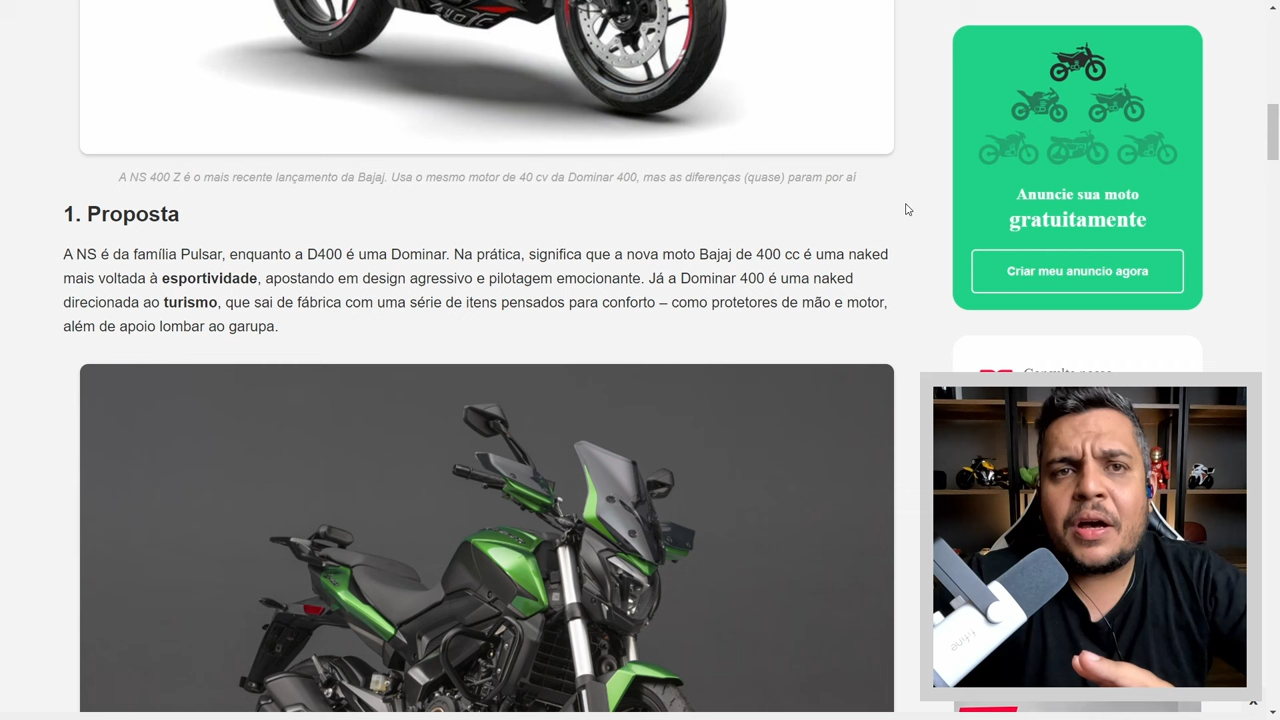 A NS 400 Z é o mais recente lançamento da Bajaj. Usa o mesmo motor de 40 cv da Dominar 400, mas as diferenças (quase) param por aí
1. Proposta
A NS é da família Pulsar, enquanto a D400 é uma Dominar. Na prática, significa que a nova moto Bajaj de 400 cc é uma naked
mais voltada à esportividade, apostando em design agressivo e pilotagem emocionante. Já a Dominar 400 é uma naked
direcionada ao turismo, que sai de fábrica com uma série de itens pensados para conforto – como protetores de mão e motor,
além de apoio lombar ao garupa.
Anuncie sua moto
gratuitamente
Criar meu anuncio agora
fifine